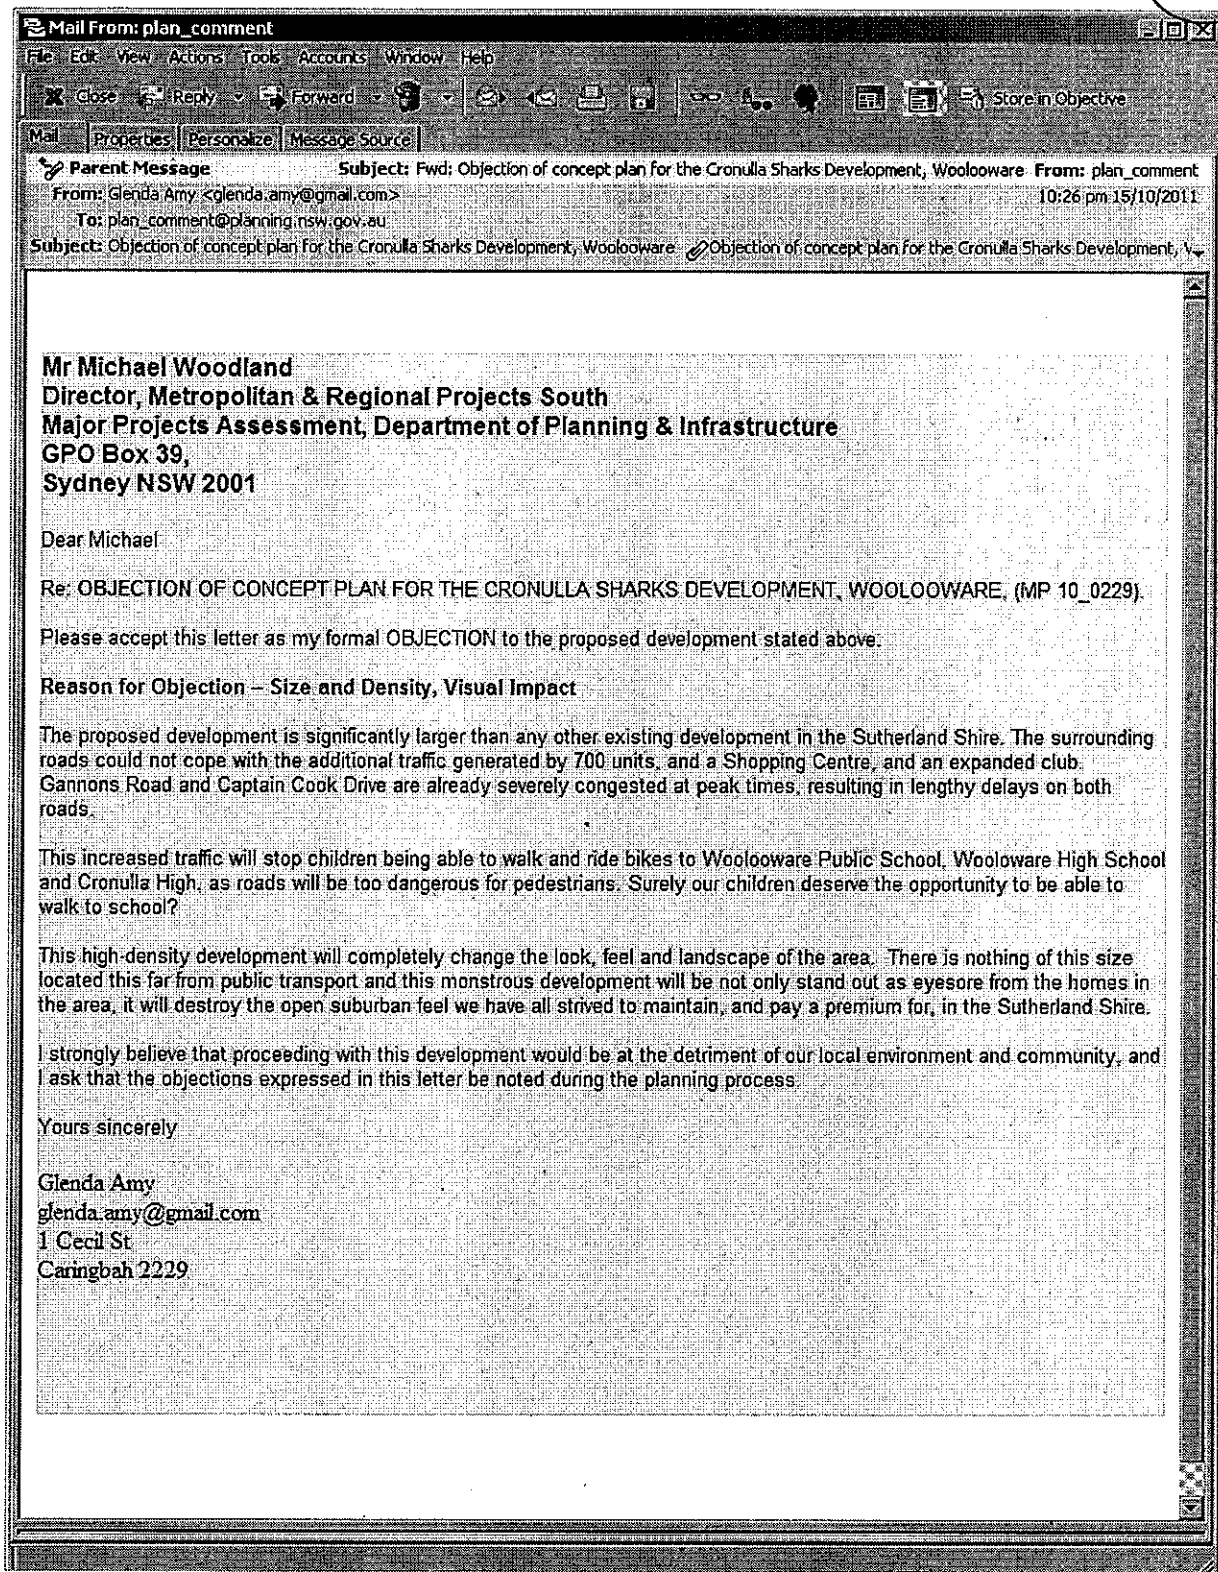 Mail From: plan_comment
File Edit View Actions Tools Accounts Window Help
Close Reply Forward Store in Objective
Mail Properties Personalize Message Source
Parent Message Subject: Fwd: Objection of concept plan for the Cronulla Sharks Development, Woolooware From: plan_comment
From: Glenda Amy <glenda.amy@gmail.com> 10:26 pm 15/10/2011
To: plan_comment@planning.nsw.gov.au
Subject: Objection of concept plan for the Cronulla Sharks Development, Woolooware Objection of concept plan for the Cronulla Sharks Development, V
Mr Michael Woodland
Director, Metropolitan & Regional Projects South
Major Projects Assessment, Department of Planning & Infrastructure
GPO Box 39,
Sydney NSW 2001
Dear Michael
Re: OBJECTION OF CONCEPT PLAN FOR THE CRONULLA SHARKS DEVELOPMENT, WOOLOOWARE, (MP 10_0229).
Please accept this letter as my formal OBJECTION to the proposed development stated above.
Reason for Objection – Size and Density, Visual Impact
The proposed development is significantly larger than any other existing development in the Sutherland Shire. The surrounding
roads could not cope with the additional traffic generated by 700 units, and a Shopping Centre, and an expanded club.
Gannons Road and Captain Cook Drive are already severely congested at peak times, resulting in lengthy delays on both
roads.
This increased traffic will stop children being able to walk and ride bikes to Woolooware Public School, Wooloware High School
and Cronulla High, as roads will be too dangerous for pedestrians. Surely our children deserve the opportunity to be able to
walk to school?
This high-density development will completely change the look, feel and landscape of the area. There is nothing of this size
located this far from public transport and this monstrous development will be not only stand out as eyesore from the homes in
the area, it will destroy the open suburban feel we have all strived to maintain, and pay a premium for, in the Sutherland Shire.
I strongly believe that proceeding with this development would be at the detriment of our local environment and community, and
I ask that the objections expressed in this letter be noted during the planning process.
Yours sincerely
Glenda Amy
glenda.amy@gmail.com
1 Cecil St
Caringbah 2229